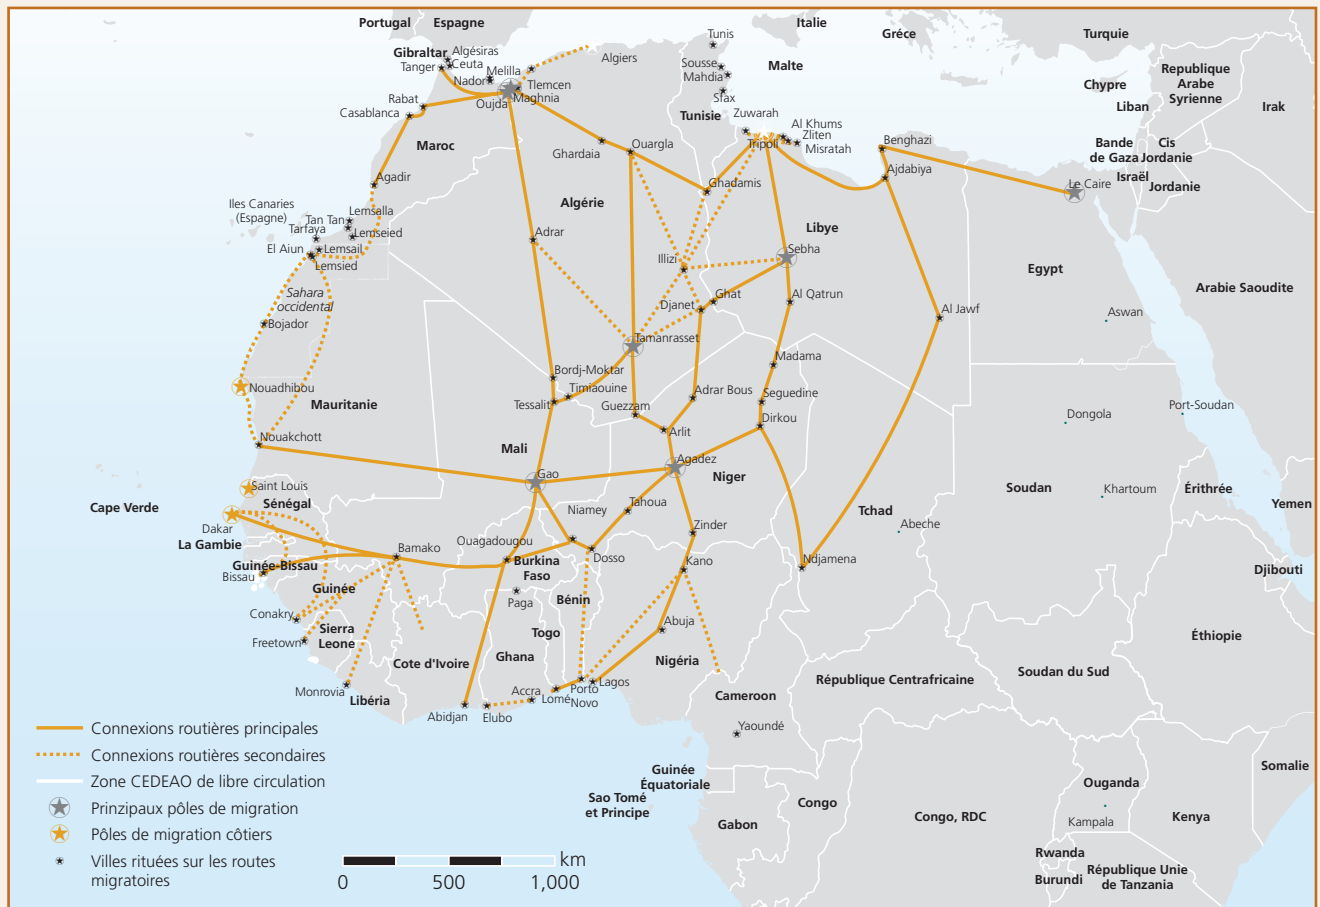 Portugal
Espagne
Italie
Gréce
Turquie
Gibraltar
Algésiras
Ceuta
Tanger
Melilla
Nador
Algiers
Tunis
Sousse
Mahdia
Sfax
Malte
Chypre
Republique
Arabe
Syrienne
Liban
Irak
Tlemcen
Maghnia
Oujda
Rabat
Casablanca
Maroc
Tunisie
Zuwarah
Tripoli
Al Khums
Zliten
Misratah
Benghazi
Ajdabiya
Bande
de Gaza
Cis
Jordanie
Israël
Jordanie
Le Caire
Ghardaia
Ouargla
Ghadamis
Agadir
Algérie
Iles Canaries
(Espagne)
Lemsalla
Tan Tan
Tarfaya
Lemseied
El Aiun
Lemsail
Lemsied
Adrar
Illizi
Libye
Sebha
Egypt
Arabie Saoudite
Sahara
occidental
Bojador
Djanet
Ghat
Al Qatrun
Al Jawf
Aswan
Tamanrasset
Madama
Nouadhibou
Mauritanie
Bordj-Moktar
Timiaouine
Tessalit
Guezzam
Adrar Bous
Seguedine
Dirkou
Dongola
Port-Soudan
Nouakchott
Arlit
Mali
Gao
Agadez
Niger
Saint Louis
Sénégal
Cape Verde
Dakar
La Gambie
Tahoua
Niamey
Soudan
Khartoum
Érithrée
Yemen
Tchad
Abeche
Zinder
Ouagadougou
Bamako
Guinée-Bissau
Bissau
Burkina
Faso
Dosso
Kano
Ndjamena
Djibouti
Guinée
Paga
Bénin
Conakry
Freetown
Sierra
Leone
Togo
Abuja
Éthiopie
Cote d'Ivoire
Ghana
Nigéria
Soudan du Sud
République Centrafricaine
Monrovia
Libéria
Accra
Lomé
Porto
Novo
Lagos
Cameroon
Abidjan
Elubo
Yaoundé
Guinée
Équatoriale
Sao Tomé
et Principe
Gabon
Congo
Congo, RDC
Ouganda
Kampala
Kenya
Somalie
Rwanda
Burundi
République Unie
de Tanzania
Connexions routières principales
Connexions routières secondaires
Zone CEDEAO de libre circulation
Prinzipaux pôles de migration
Pôles de migration côtiers
Villes rituées sur les routes
migratoires
km
0 500 1,000